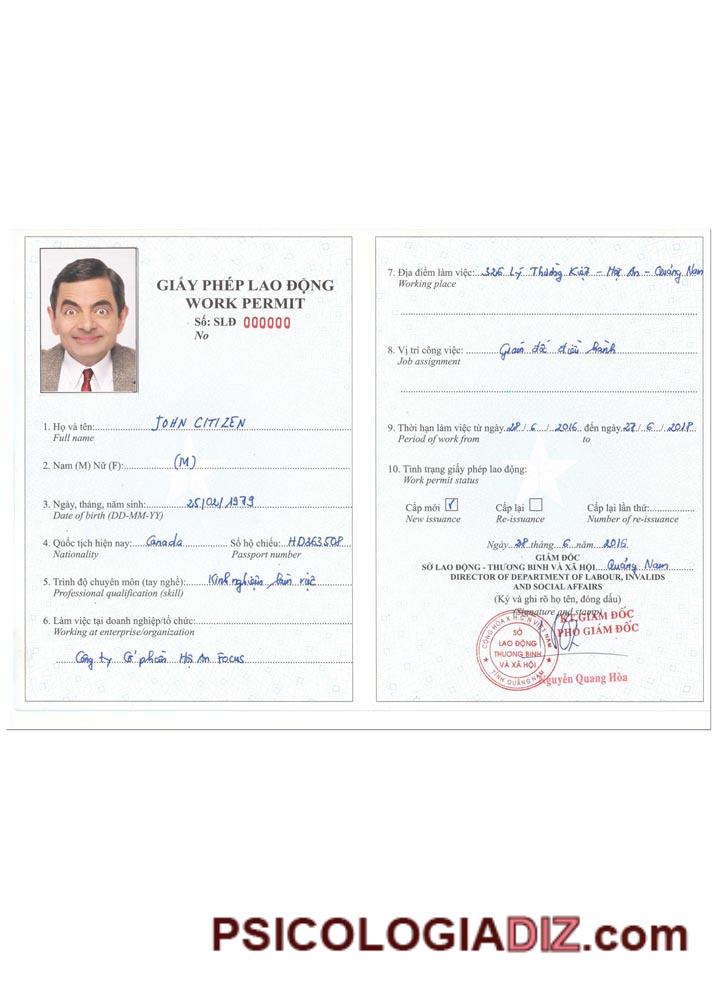 GIẤY PHÉP LAO ĐỘNG
WORK PERMIT
Số: SLĐ 000000
No
1. Họ và tên: JOHN CITIZEN
Full name
2. Nam (M) Nữ (F): (M)
3. Ngày, tháng, năm sinh: 25/02/1979
Date of birth (DD-MM-YY)
4. Quốc tịch hiện nay: Canada Số hộ chiếu: HD363508
Nationality Passport number
5. Trình độ chuyên môn (tay nghề): Kinh nghiệm làm việc
Professional qualification (skill)
6. Làm việc tại doanh nghiệp/tổ chức:
Working at enterprise/organization
Công ty Cổ phần Hội An Focus
7. Địa điểm làm việc: 326 Lý Thường Kiệt - Hội An - Quảng Nam
Working place
8. Vị trí công việc: Giám đốc điều hành
Job assignment
9. Thời hạn làm việc từ ngày 28/6/2016 đến ngày 27/6/2018
Period of work from to
10. Tình trạng giấy phép lao động:
Work permit status
Cấp mới Cấp lại Cấp lại lần thứ:
New issuance Re-issuance Number of re-issuance
Ngày 28 tháng 6 năm 2016
GIÁM ĐỐC
SỞ LAO ĐỘNG - THƯƠNG BINH VÀ XÃ HỘI Quảng Nam
DIRECTOR OF DEPARTMENT OF LABOUR, INVALIDS
AND SOCIAL AFFAIRS
(Ký và ghi rõ họ tên, đóng dấu)
(Signature and stamp)
KT.GIÁM ĐỐC
PHÓ GIÁM ĐỐC
CỘNG HÒA X.H.C.N VIỆT NAM
SỞ
LAO ĐỘNG
THƯƠNG BINH
VÀ XÃ HỘI
TỈNH QUẢNG NAM
Nguyễn Quang Hòa
PSICOLOGIADIZ.com